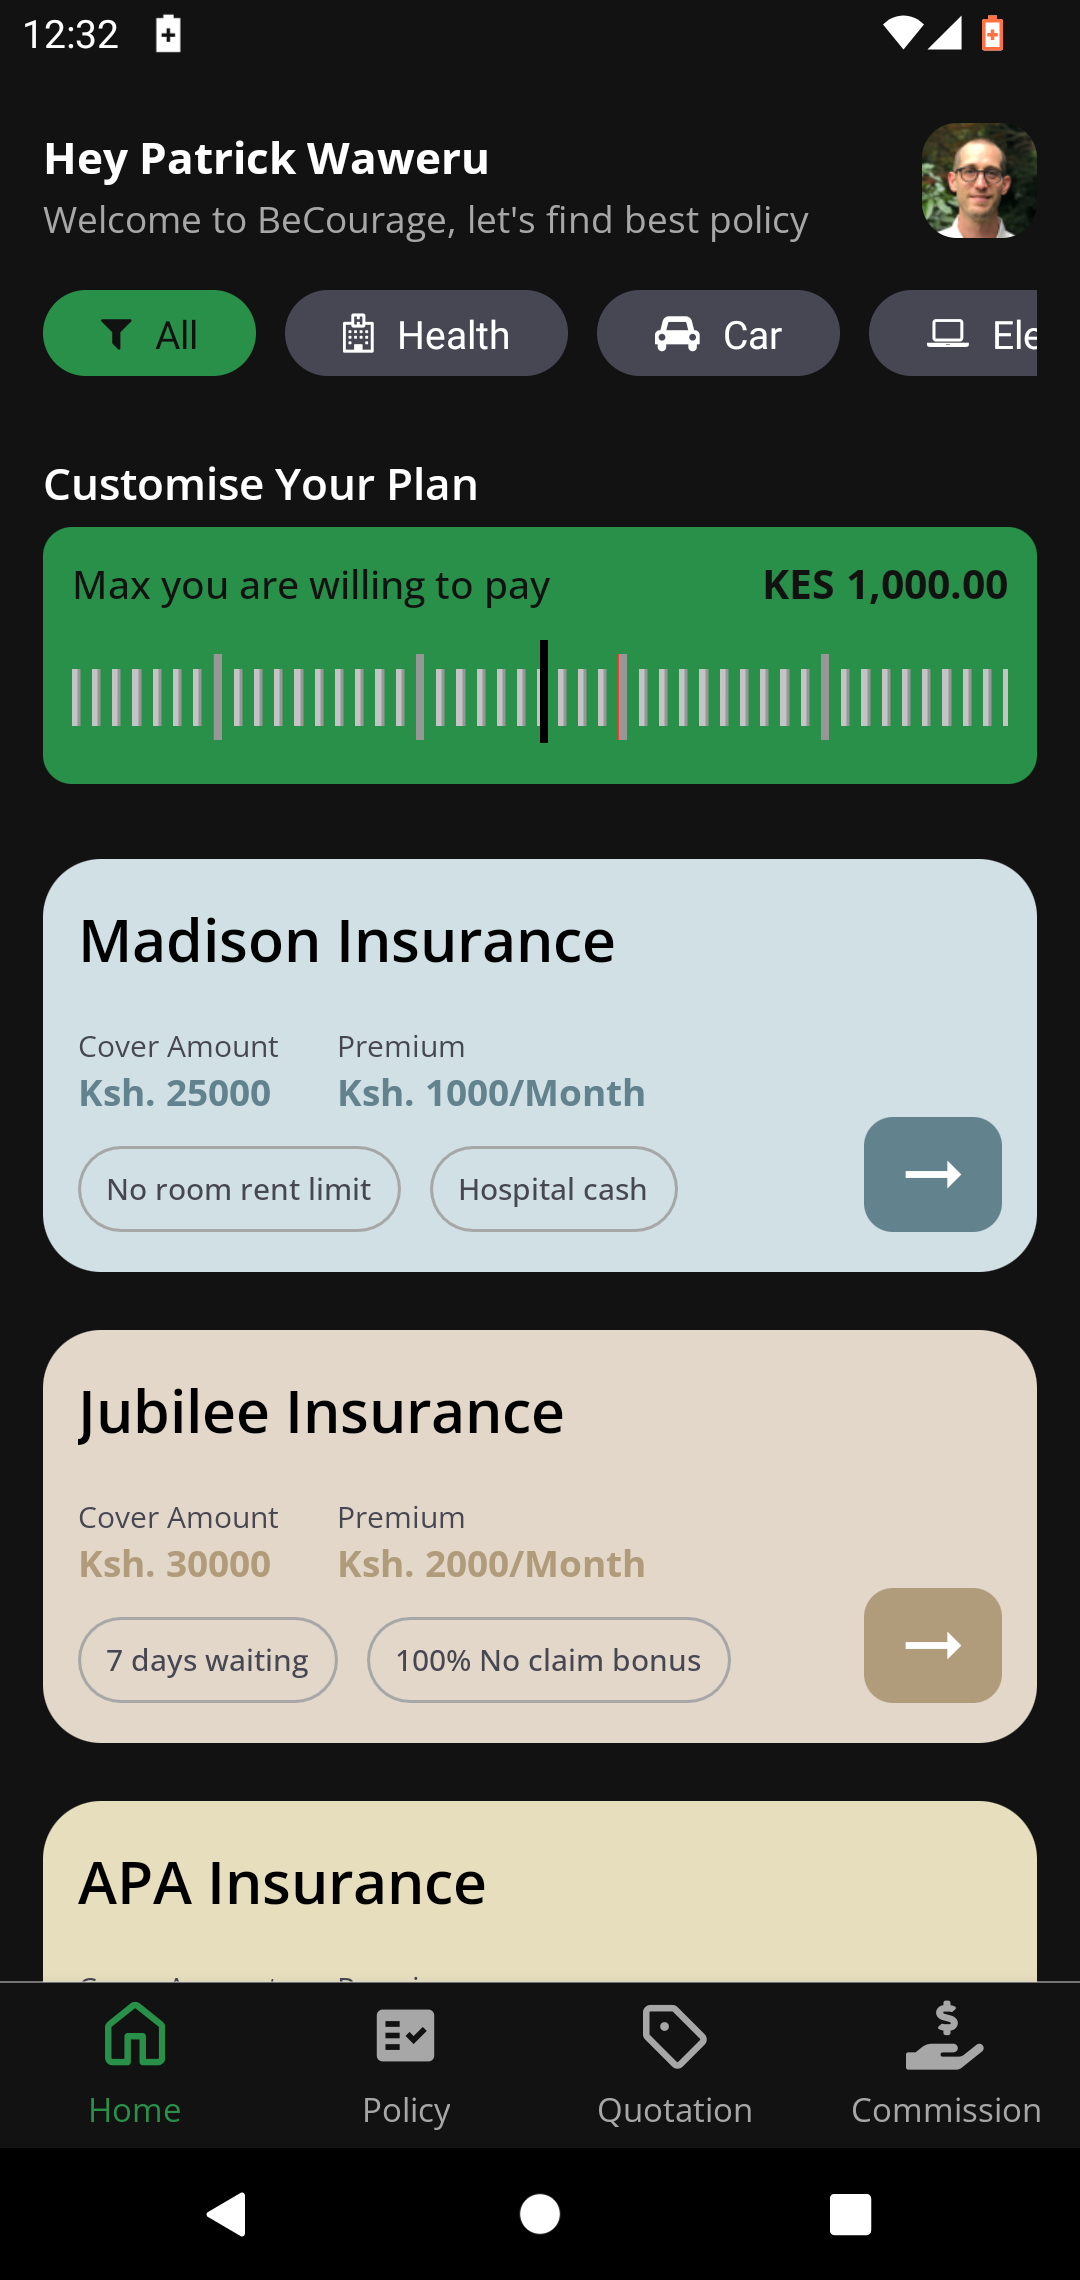 12:32
Hey Patrick Waweru
Welcome to BeCourage, let's find best policy
All
Health
Car
Ele
Customise Your Plan
Max you are willing to pay
KES 1,000.00
Madison Insurance
Cover Amount
Premium
Ksh. 25000
Ksh. 1000/Month
No room rent limit
Hospital cash
Jubilee Insurance
Cover Amount
Premium
Ksh. 30000
Ksh. 2000/Month
7 days waiting
100% No claim bonus
APA Insurance
Home
Policy
Quotation
Commission